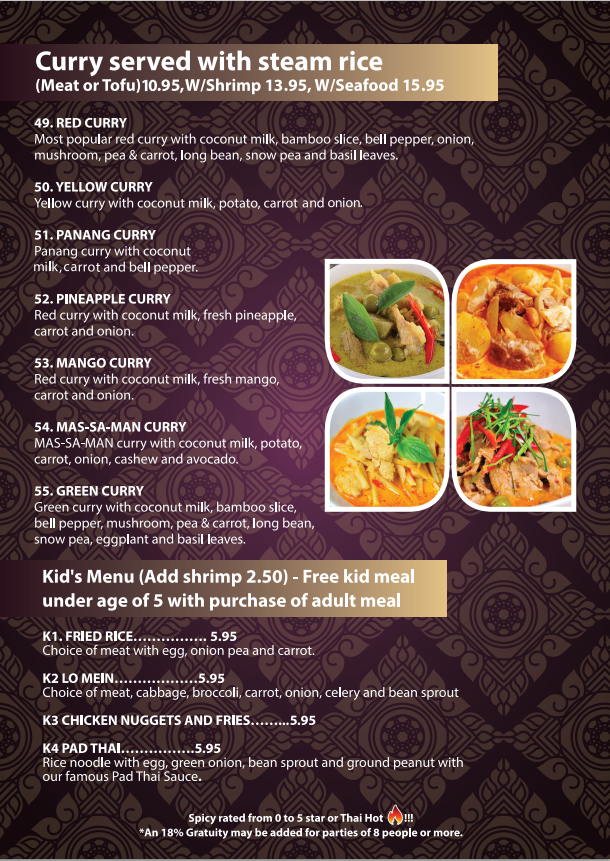 Curry served with steam rice
(Meat or Tofu)10.95,W/Shrimp 13.95, W/Seafood 15.95
49. RED CURRY
Most popular red curry with coconut milk, bamboo slice, bell pepper, onion,
mushroom, pea & carrot, long bean, snow pea and basil leaves.
50. YELLOW CURRY
Yellow curry with coconut milk, potato, carrot and onion.
51. PANANG CURRY
Panang curry with coconut
milk, carrot and bell pepper.
52. PINEAPPLE CURRY
Red curry with coconut milk, fresh pineapple,
carrot and onion.
53. MANGO CURRY
Red curry with coconut milk, fresh mango,
carrot and onion.
54. MAS-SA-MAN CURRY
MAS-SA-MAN curry with coconut milk, potato,
carrot, onion, cashew and avocado.
55. GREEN CURRY
Green curry with coconut milk, bamboo slice,
bell pepper, mushroom, pea & carrot, long bean,
snow pea, eggplant and basil leaves.
Kid's Menu (Add shrimp 2.50) - Free kid meal
under age of 5 with purchase of adult meal
K1. FRIED RICE............... 5.95
Choice of meat with egg, onion pea and carrot.
K2 LO MEIN.................5.95
Choice of meat, cabbage, broccoli, carrot, onion, celery and bean sprout
K3 CHICKEN NUGGETS AND FRIES.........5.95
K4 PAD THAI...............5.95
Rice noodle with egg, green onion, bean sprout and ground peanut with
our famous Pad Thai Sauce.
Spicy rated from 0 to 5 star or Thai Hot !!!
*An 18% Gratuity may be added for parties of 8 people or more.